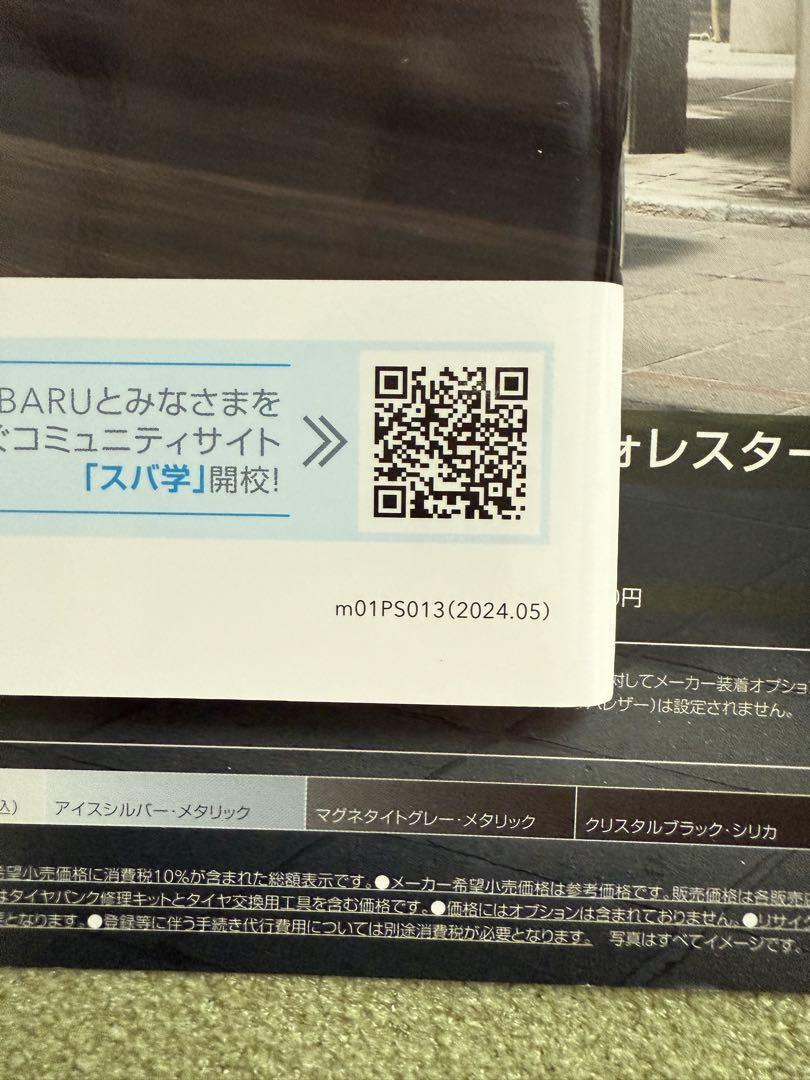 BARUとみなさまを
コミュニティサイト
「スバ学」開校!
m01PS013(2024.05)
ォレスター
0円
対してメーカー装着オプショ
レザー)は設定されません。
込)
アイスシルバー・メタリック
マグネタイトグレー・メタリック
クリスタルブラック・シリカ
希望小売価格に消費税10%が含まれた総額表示です。●メーカー希望小売価格は参考価格です。販売価格は各販売
はタイヤパンク修理キットとタイヤ交換用工具を含む価格です。●価格にはオプションは含まれておりません。●リサイ
となります。●登録等に伴う手続き代行費用については別途消費税が必要となります。 写真はすべてイメージです。